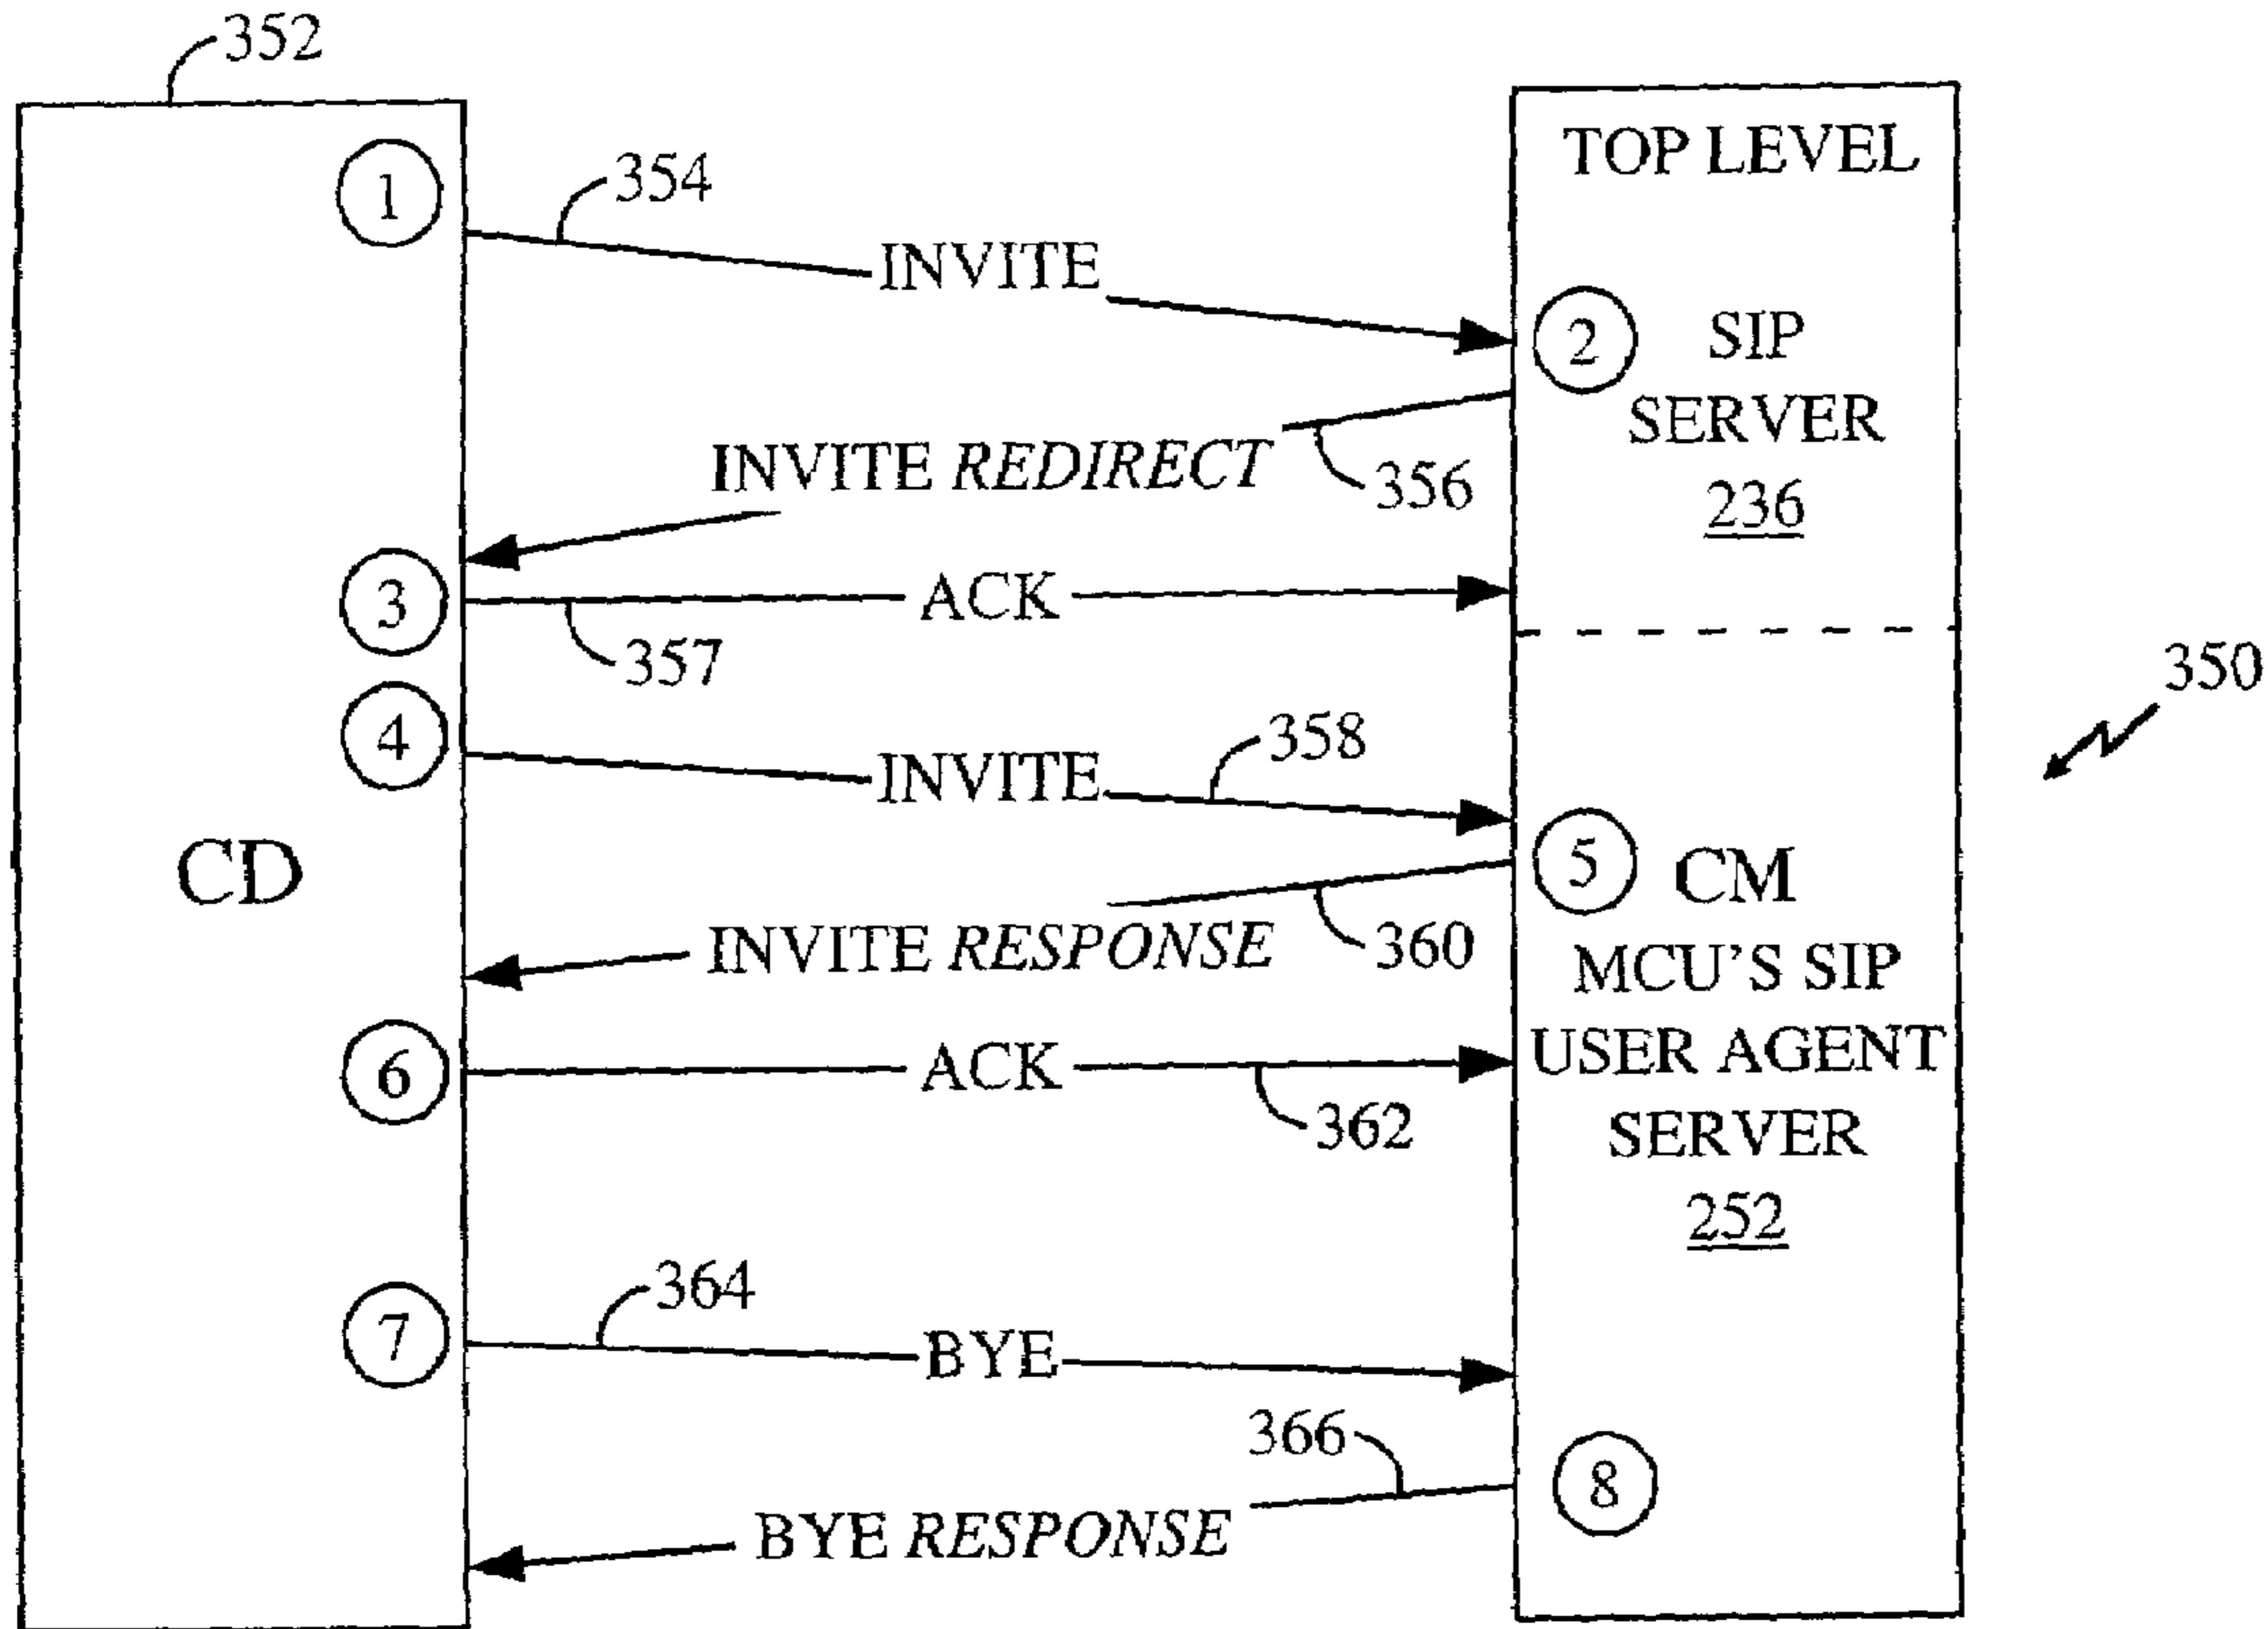 352
TOP LEVEL
1
354
INVITE
2
SIP
SERVER
236
INVITE REDIRECT
356
3
ACK
357
350
4
INVITE
358
CD
5
CM
MCU'S SIP
USER AGENT
SERVER
252
INVITE RESPONSE
360
6
ACK
362
7
364
BYE
366
8
BYE RESPONSE